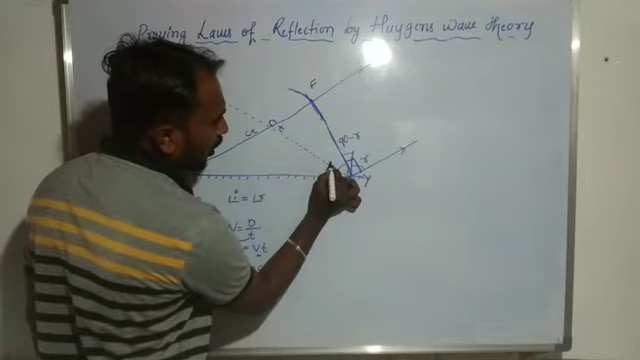 Proving Laws of Reflection by Huygens Wave Theory
F
90-r
r
Y
∠i = ∠r
V = D/t
= Vt